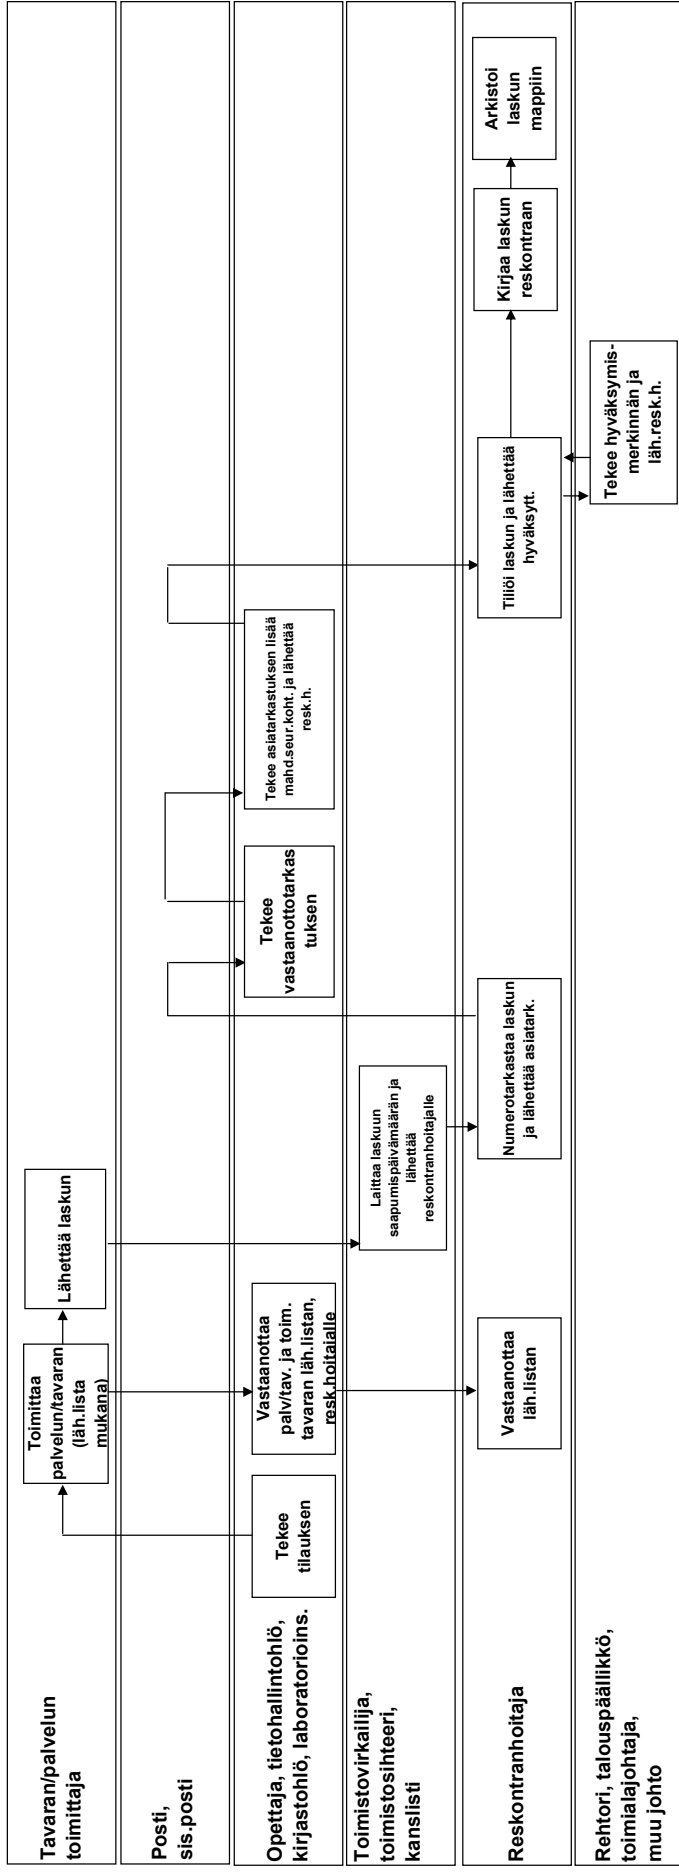 Tavaran/palvelun
toimittaja
Toimittaa
palvelun/tavaran
(läh.lista
mukana)
Lähettää laskun
Posti,
sis.posti
Opettaja, tietohallintohlö,
kirjastohlö, laboratorioins.
Tekee
tilauksen
Vastaanottaa
palv/tav. ja toim.
tavaran läh.listan,
resk.hoitajalle
Tekee
vastaanottotarkas
tuksen
Tekee asiatarkastuksen lisää
mahd.seur.koht. ja lähettää
resk.h.
Toimistovirkailija,
toimistosihteeri,
kanslisti
Laittaa laskuun
saapumispäivämäärän ja
lähettää
reskontranhoitajalle
Reskontranhoitaja
Vastaanottaa
läh.listan
Numerotarkastaa laskun
ja lähettää asiatark.
Tiliöi laskun ja lähettää
hyväksytt.
Kirjaa laskun
reskontraan
Arkistoi
laskun
mappiin
Rehtori, talouspäällikkö,
toimialajohtaja,
muu johto
Tekee hyväksymis-
merkinnän ja
läh.resk.h.